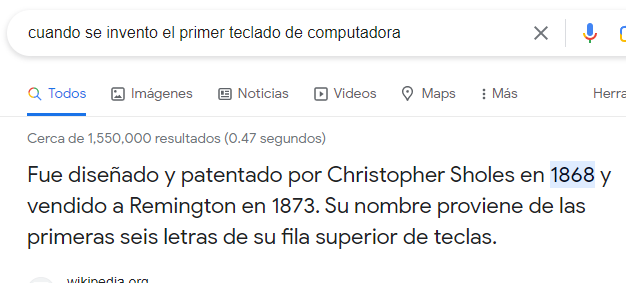 cuando se invento el primer teclado de computadora
Todos Imágenes Noticias Videos Maps Más Herra
Cerca de 1,550,000 resultados (0.47 segundos)
Fue diseñado y patentado por Christopher Sholes en 1868 y
vendido a Remington en 1873. Su nombre proviene de las
primeras seis letras de su fila superior de teclas.
wikipedia.org